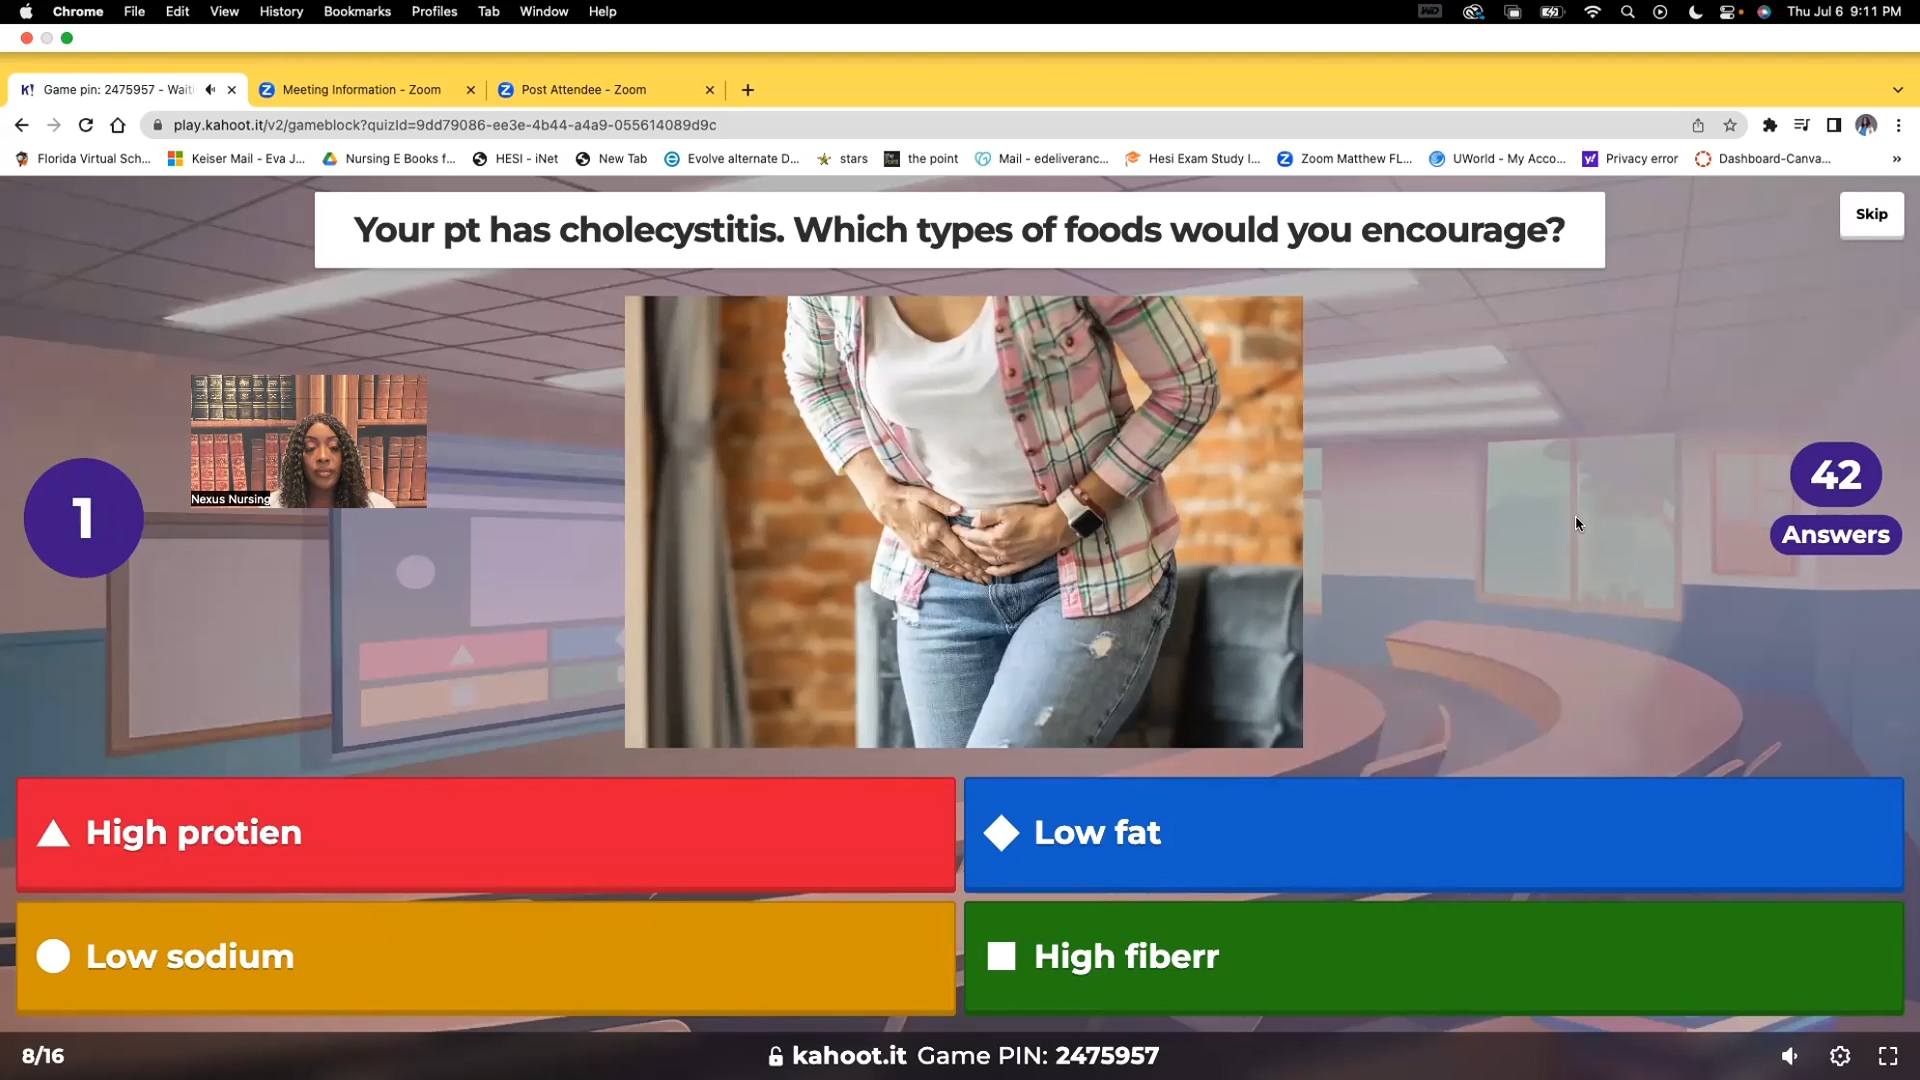 Chrome File Edit View History Bookmarks Profiles Tab Window Help
Thu Jul 6 9:11 PM
K! Game pin: 2475957 - Wait
Meeting Information - Zoom
Post Attendee - Zoom
play.kahoot.it/v2/gameblock?quizId=9dd79086-ee3e-4b44-a4a9-055614089d9c
Florida Virtual Sch... Keiser Mail - Eva J... Nursing E Books f... HESI - iNet New Tab Evolve alternate D... stars the point Mail - edeliveranc... Hesi Exam Study I... Zoom Matthew FL... UWorld - My Acco... Privacy error Dashboard-Canva... »
Your pt has cholecystitis. Which types of foods would you encourage?
Skip
Nexus Nursing
1
42
Answers
High protien
Low fat
Low sodium
High fiberr
8/16
kahoot.it Game PIN: 2475957